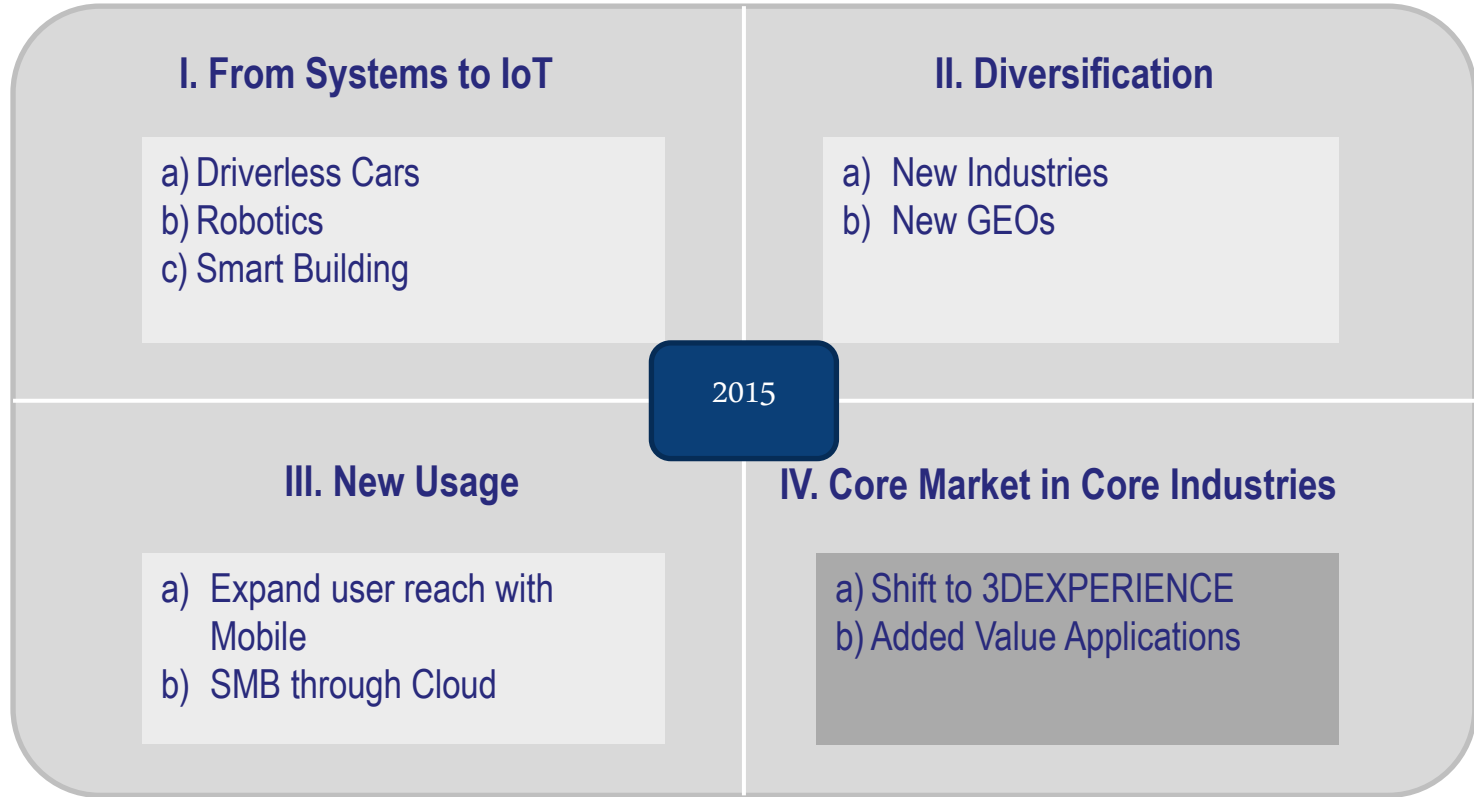 I. From Systems to IoT
a) Driverless Cars
b) Robotics
c) Smart Building
II. Diversification
a) New Industries
b) New GEOs
2015
III. New Usage
a) Expand user reach with
Mobile
b) SMB through Cloud
IV. Core Market in Core Industries
a) Shift to 3DEXPERIENCE
b) Added Value Applications